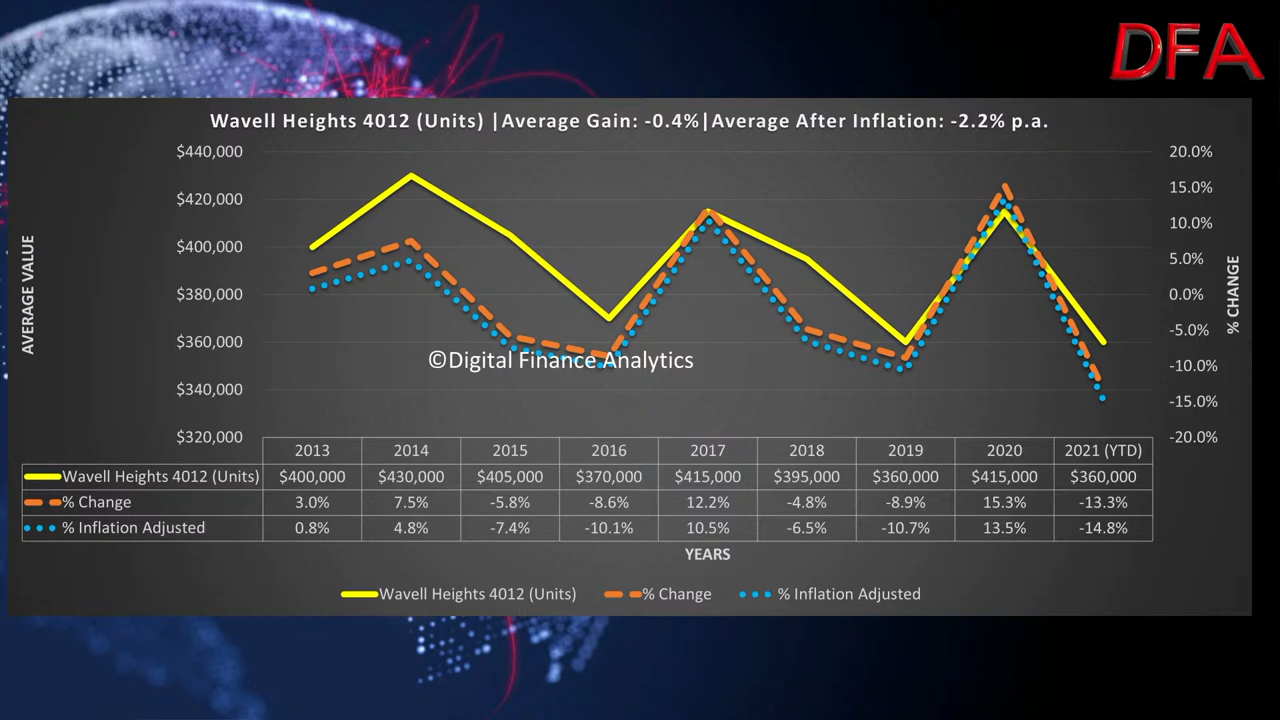 DFA
Wavell Heights 4012 (Units) |Average Gain: -0.4%|Average After Inflation: -2.2% p.a.
$440,000 20.0%
$420,000 15.0%
$400,000 10.0%
$380,000 5.0%
$360,000 0.0%
$340,000 -5.0%
$320,000 -10.0%
-15.0%
-20.0%
AVERAGE VALUE
% CHANGE
©Digital Finance Analytics
2013 2014 2015 2016 2017 2018 2019 2020 2021 (YTD)
Wavell Heights 4012 (Units) $400,000 $430,000 $405,000 $370,000 $415,000 $395,000 $360,000 $415,000 $360,000
% Change 3.0% 7.5% -5.8% -8.6% 12.2% -4.8% -8.9% 15.3% -13.3%
% Inflation Adjusted 0.8% 4.8% -7.4% -10.1% 10.5% -6.5% -10.7% 13.5% -14.8%
YEARS
Wavell Heights 4012 (Units) % Change % Inflation Adjusted